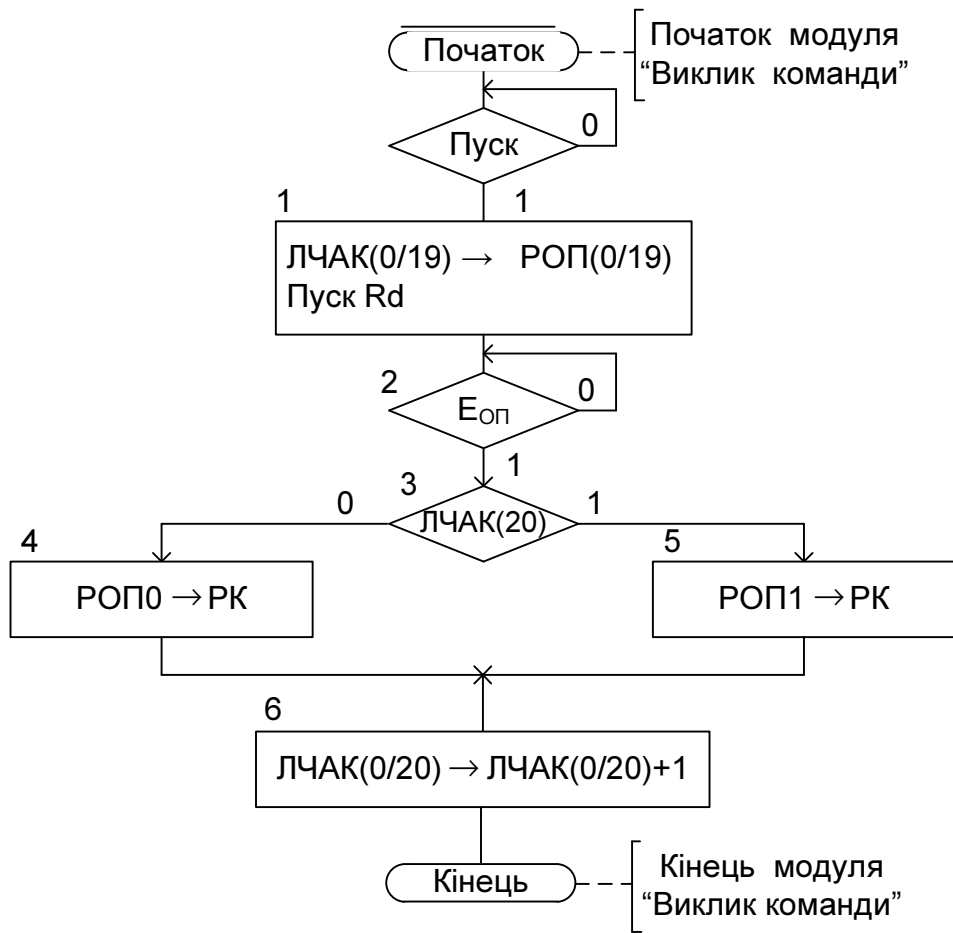 Початок
Початок модуля
“Виклик команди”
Пуск
0
1
1
ЛЧАК(0/19) → РОП(0/19)
Пуск Rd
2
ЕОП
0
1
3
ЛЧАК(20)
0
1
4
РОП0 → РК
5
РОП1 → РК
6
ЛЧАК(0/20) → ЛЧАК(0/20)+1
Кінець
Кінець модуля
“Виклик команди”